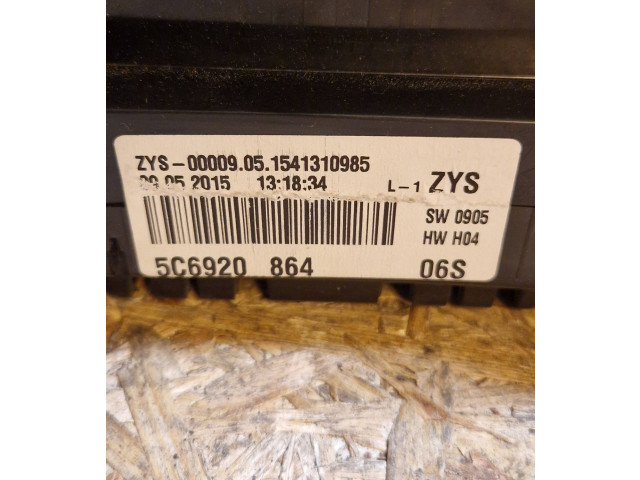 ZYS-00009.05.1541310985
09.05.2015 13:18:34 L-1 ZYS
SW 0905
HW H04
5C6920 864 06S